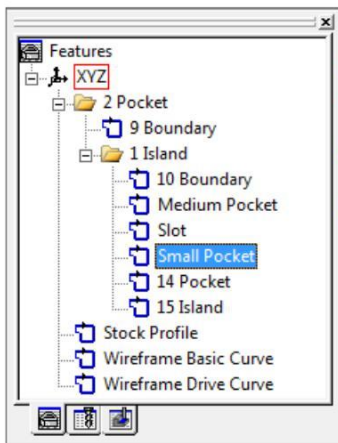 Features
XYZ
2 Pocket
9 Boundary
1 Island
10 Boundary
Medium Pocket
Slot
Small Pocket
14 Pocket
15 Island
Stock Profile
Wireframe Basic Curve
Wireframe Drive Curve